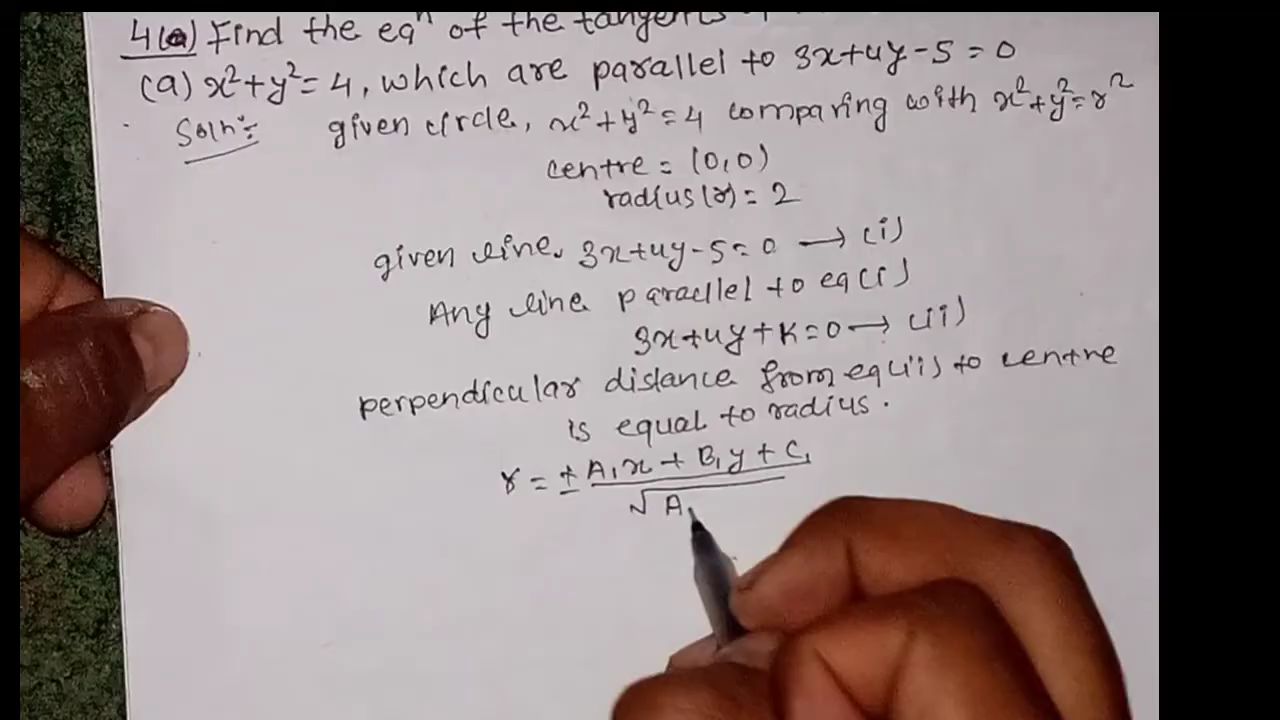 4(a) Find the eqⁿ of the tangents
(a) x²+y²=4, which are parallel to 3x+4y-5=0
Solⁿ:- given circle, x²+y²=4 comparing with x²+y²=r²
centre = (0,0)
radius(r) = 2
given line, 3x+4y-5=0 → (i)
Any line parallel to eq(i)
3x+4y+K=0 → (ii)
perpendicular distance from eq(ii) to centre
is equal to radius.
r = ± A₁x + B₁y + C₁
√A₁